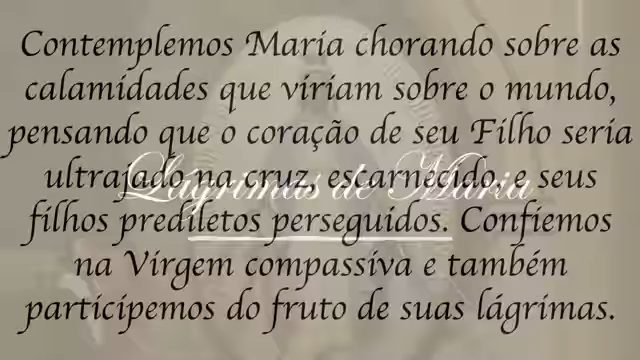 Contemplemos Maria chorando sobre as
calamidades que viriam sobre o mundo,
pensando que o coração de seu Filho seria
ultrajado na cruz, escarnecido, e seus
Lágrimas de Maria
filhos prediletos perseguidos. Confiemos
na Virgem compassiva e também
participemos do fruto de suas lágrimas.